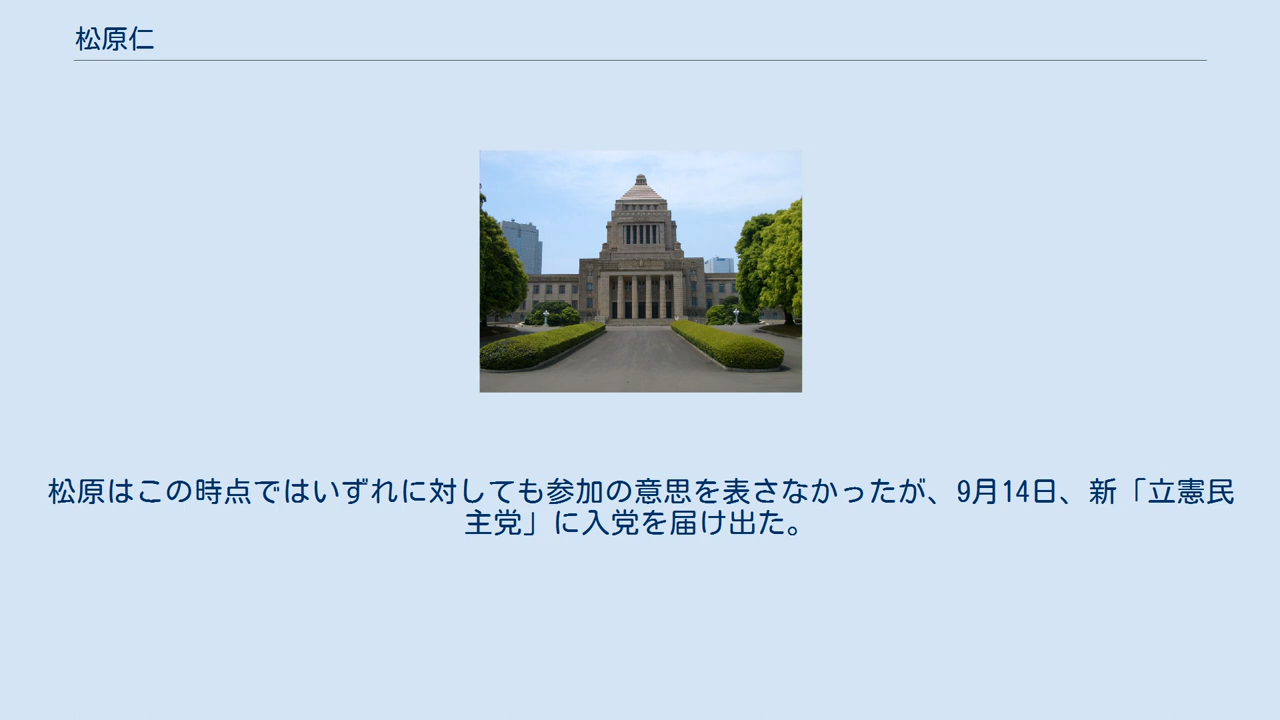 松原仁
松原はこの時点ではいずれに対しても参加の意思を表さなかったが、9月14日、新「立憲民
主党」に入党を届け出た。